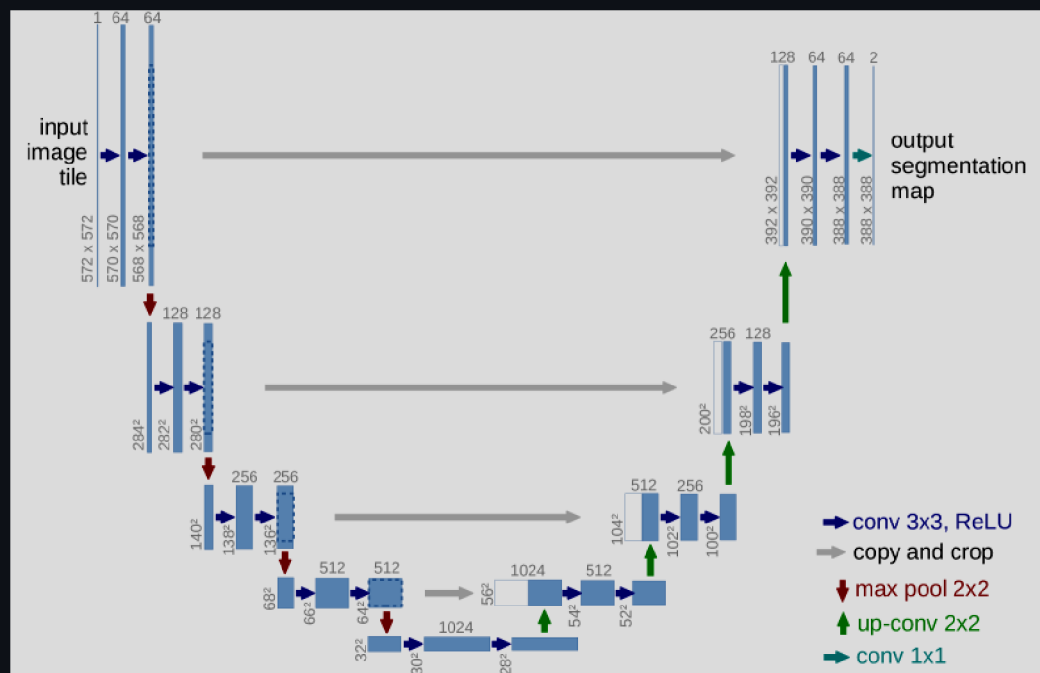 1 64 64
128 64 64 2
input
image
tile
output
segmentation
map
572 x 572
570 x 570
568 x 568
392 x 392
390 x 390
388 x 388
388 x 388
128 128
256 128
284²
282²
280²
200²
198²
196²
256 256
512 256
140²
138²
136²
104²
102²
100²
512 512
1024 512
68²
66²
64²
56²
54²
52²
1024
32²
30²
28²
conv 3x3, ReLU
copy and crop
max pool 2x2
up-conv 2x2
conv 1x1